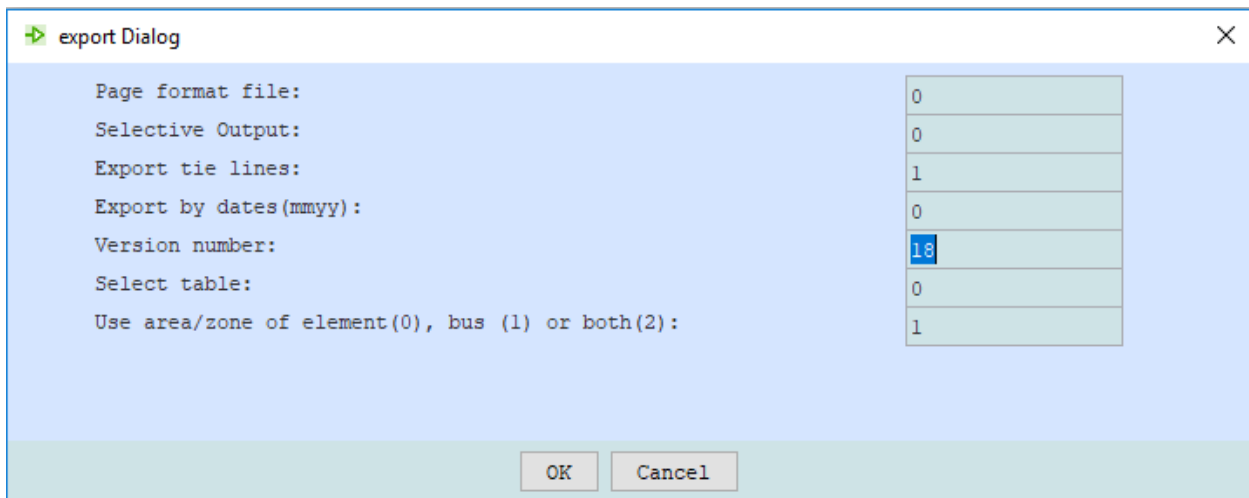 export Dialog
Page format file: 0
Selective Output: 0
Export tie lines: 1
Export by dates(mmyy): 0
Version number: 18
Select table: 0
Use area/zone of element(0), bus (1) or both(2): 1
OK Cancel